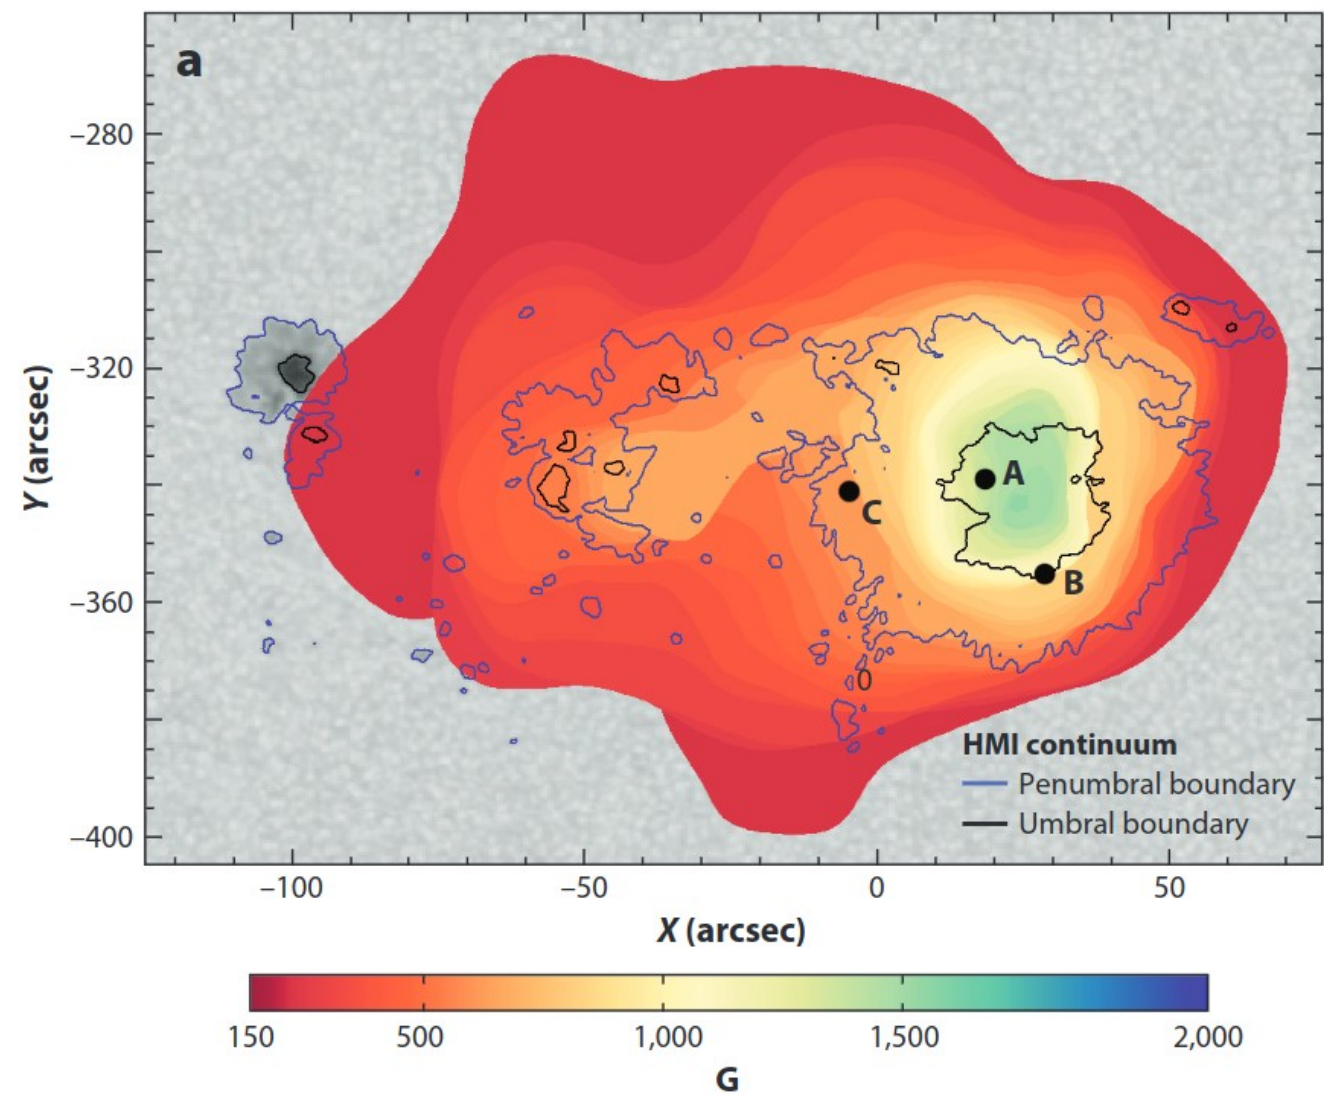 a
−280
−320
−360
−400
Y (arcsec)
A
C
B
0
HMI continuum
Penumbral boundary
Umbral boundary
−100 −50 0 50
X (arcsec)
150 500 1,000 1,500 2,000
G